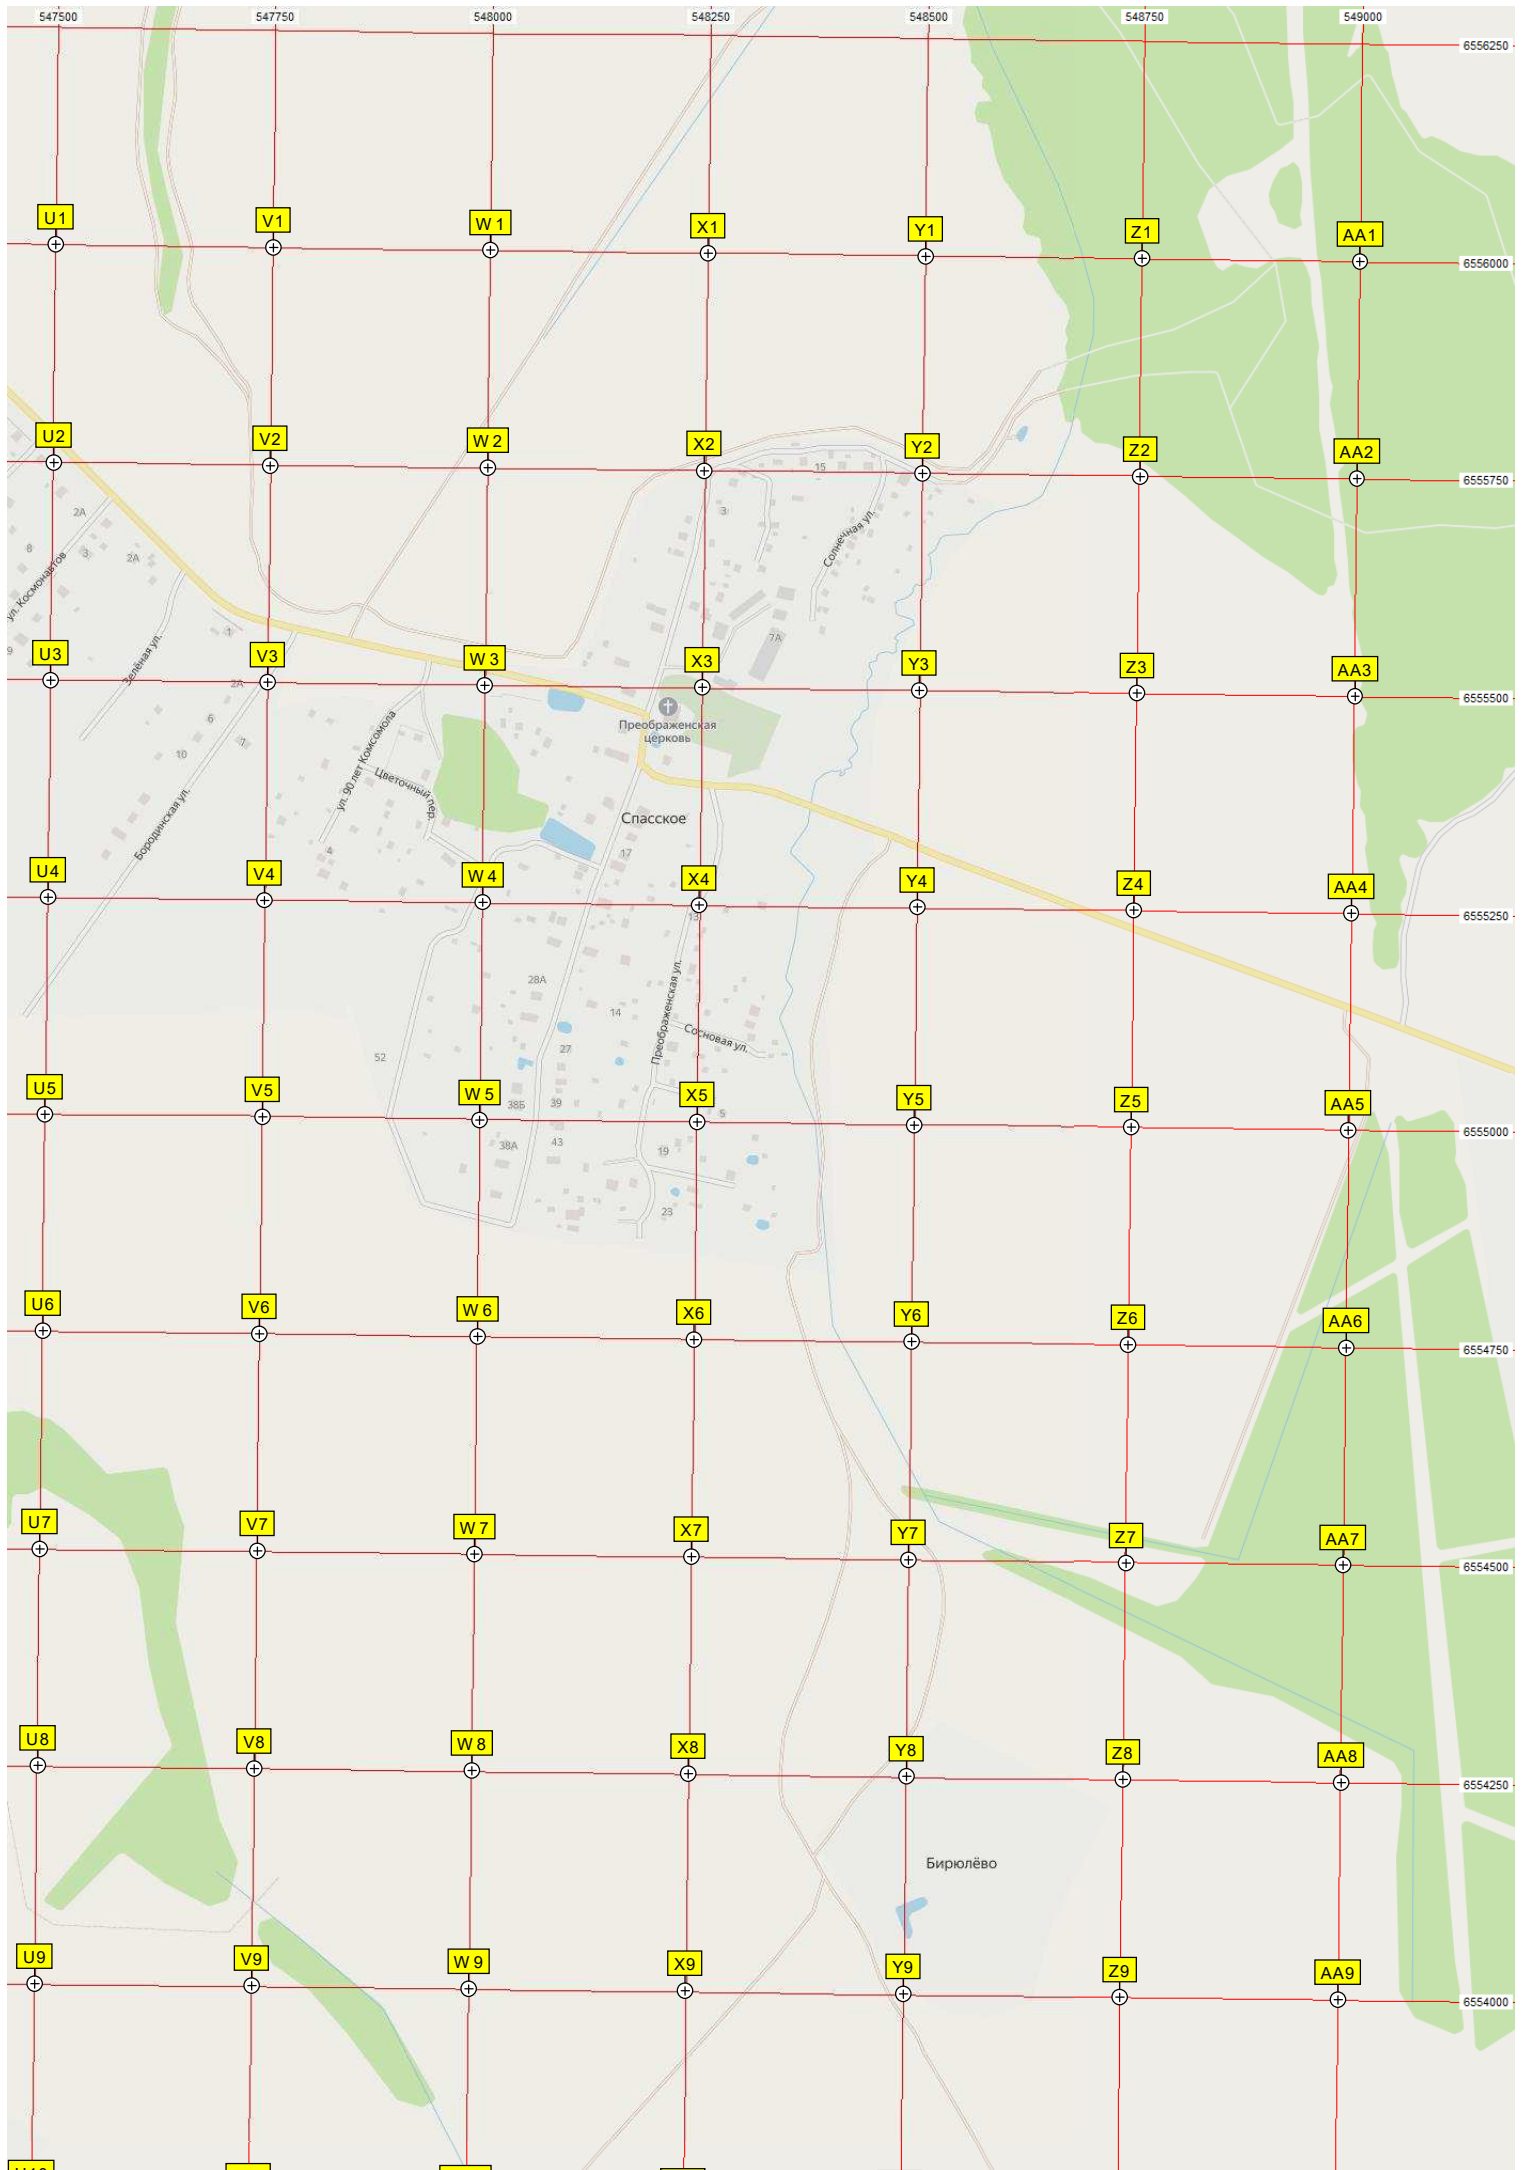 547500 547750 548000 548250 548500 548750 549000
6556250
U1 V1 W1 X1 Y1 Z1 AA1
6556000
U2 V2 W2 X2 Y2 Z2 AA2
15
6555750
2А
3
Солнечная ул.
8
3
2А
ул. Космонавтов
1
7А
9
Зелёная ул.
U3 V3 W3 X3 Y3 Z3 AA3
2А
6555500
6
Преображенская
церковь
1
10
ул. 90 лет Комсомола
Цветочный пер.
Бородинская ул.
Спасское
4
17
U4 V4 W4 X4 Y4 Z4 AA4
13
6555250
28А
Преображенская ул.
14
Сосновая ул.
27
52
U5 V5 W5 X5 Y5 Z5 AA5
38Б
39
5
6555000
38А
43
19
23
U6 V6 W6 X6 Y6 Z6 AA6
6554750
U7 V7 W7 X7 Y7 Z7 AA7
6554500
U8 V8 W8 X8 Y8 Z8 AA8
6554250
Бирюлёво
U9 V9 W9 X9 Y9 Z9 AA9
6554000